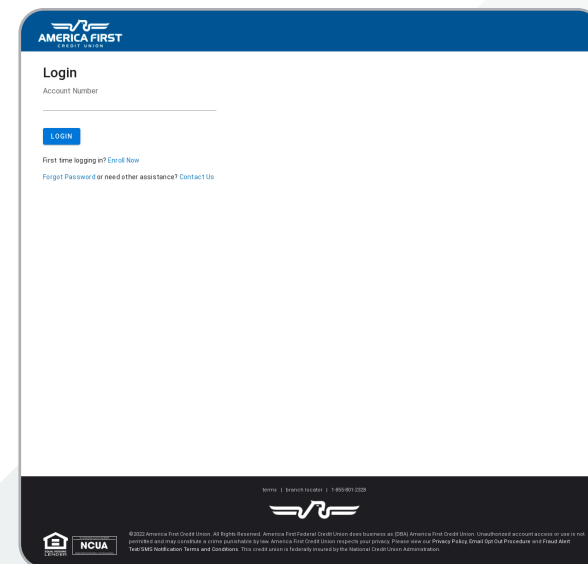 AMERICA FIRST
CREDIT UNION
Login
Account Number
LOGIN
First time logging in? Enroll Now
Forgot Password or need other assistance? Contact Us
terms | branch locator | 1-855-801-2328
©2022 America First Credit Union. All Rights Reserved. America First Federal Credit Union does business as (DBA) America First Credit Union. Unauthorized account access or use is not
permitted and may constitute a crime punishable by law. America First Credit Union respects your privacy. Please view our Privacy Policy, Email Opt Out Procedure and Fraud Alert
Text/SMS Notification Terms and Conditions. This credit union is federally insured by the National Credit Union Administration.
EQUAL HOUSING
LENDER
NCUA